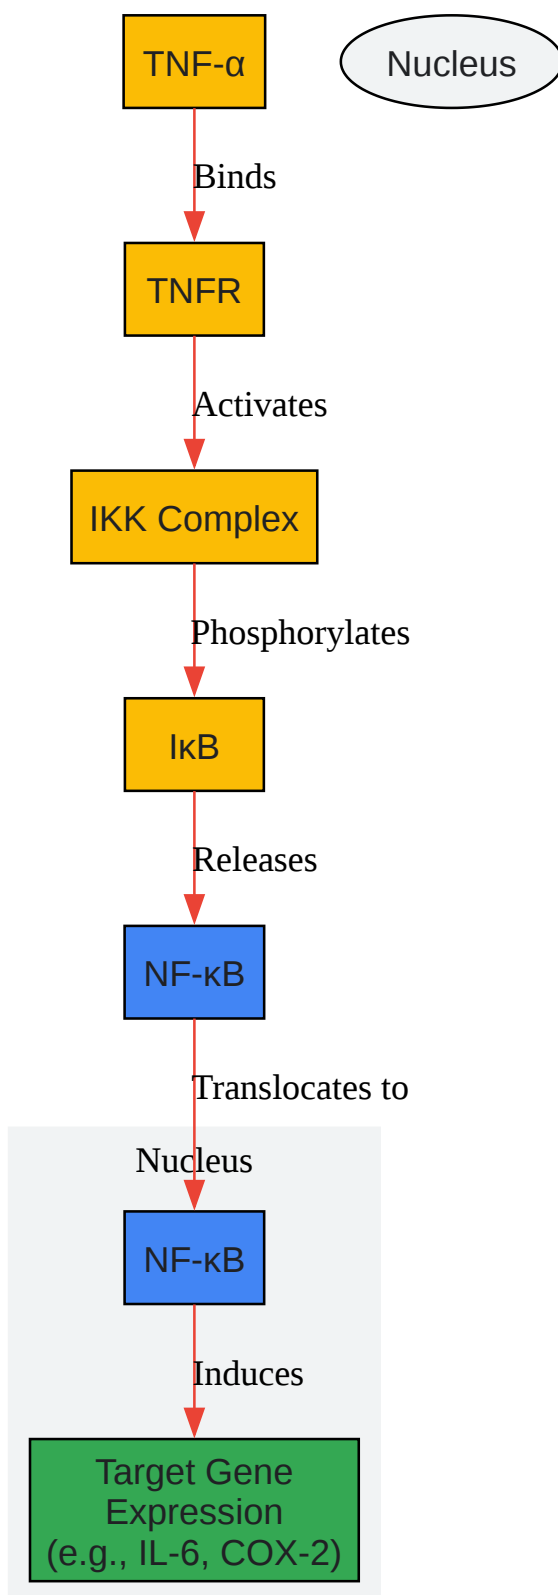 TNF-α
Nucleus
Binds
TNFR
Activates
IKK Complex
Phosphorylates
IκB
Releases
NF-κB
Translocates to
Nucleus
NF-κB
Induces
Target Gene
Expression
(e.g., IL-6, COX-2)